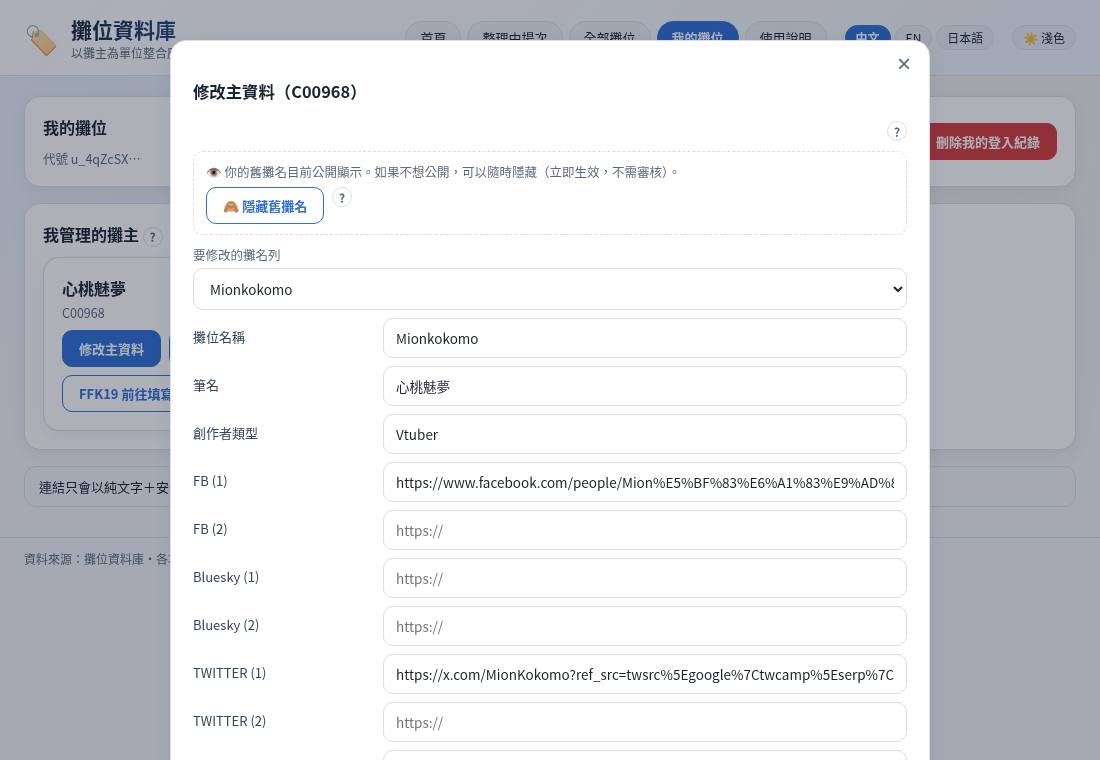 攤位資料庫
以攤主為單位整合
首頁
整理中場次
全部攤位
我的攤位
使用說明
中文
EN
日本語
☀️ 淺色
我的攤位
代號 u_4qZcSX⋯
刪除我的登入紀錄
我管理的攤主 ?
心桃魅夢
C00968
修改主資料
FFK19 前往填寫
連結只會以純文字＋安
資料來源：攤位資料庫・各
×
修改主資料（C00968）
?
👁️ 你的舊攤名目前公開顯示。如果不想公開，可以隨時隱藏（立即生效，不需審核）。
🙈 隱藏舊攤名 ?
要修改的攤名列
Mionkokomo
攤位名稱 Mionkokomo
筆名 心桃魅夢
創作者類型 Vtuber
FB (1) https://www.facebook.com/people/Mion%E5%BF%83%E6%A1%83%E9%AD%8
FB (2) https://
Bluesky (1) https://
Bluesky (2) https://
TWITTER (1) https://x.com/MionKokomo?ref_src=twsrc%5Egoogle%7Ctwcamp%5Eserp%7C
TWITTER (2) https://